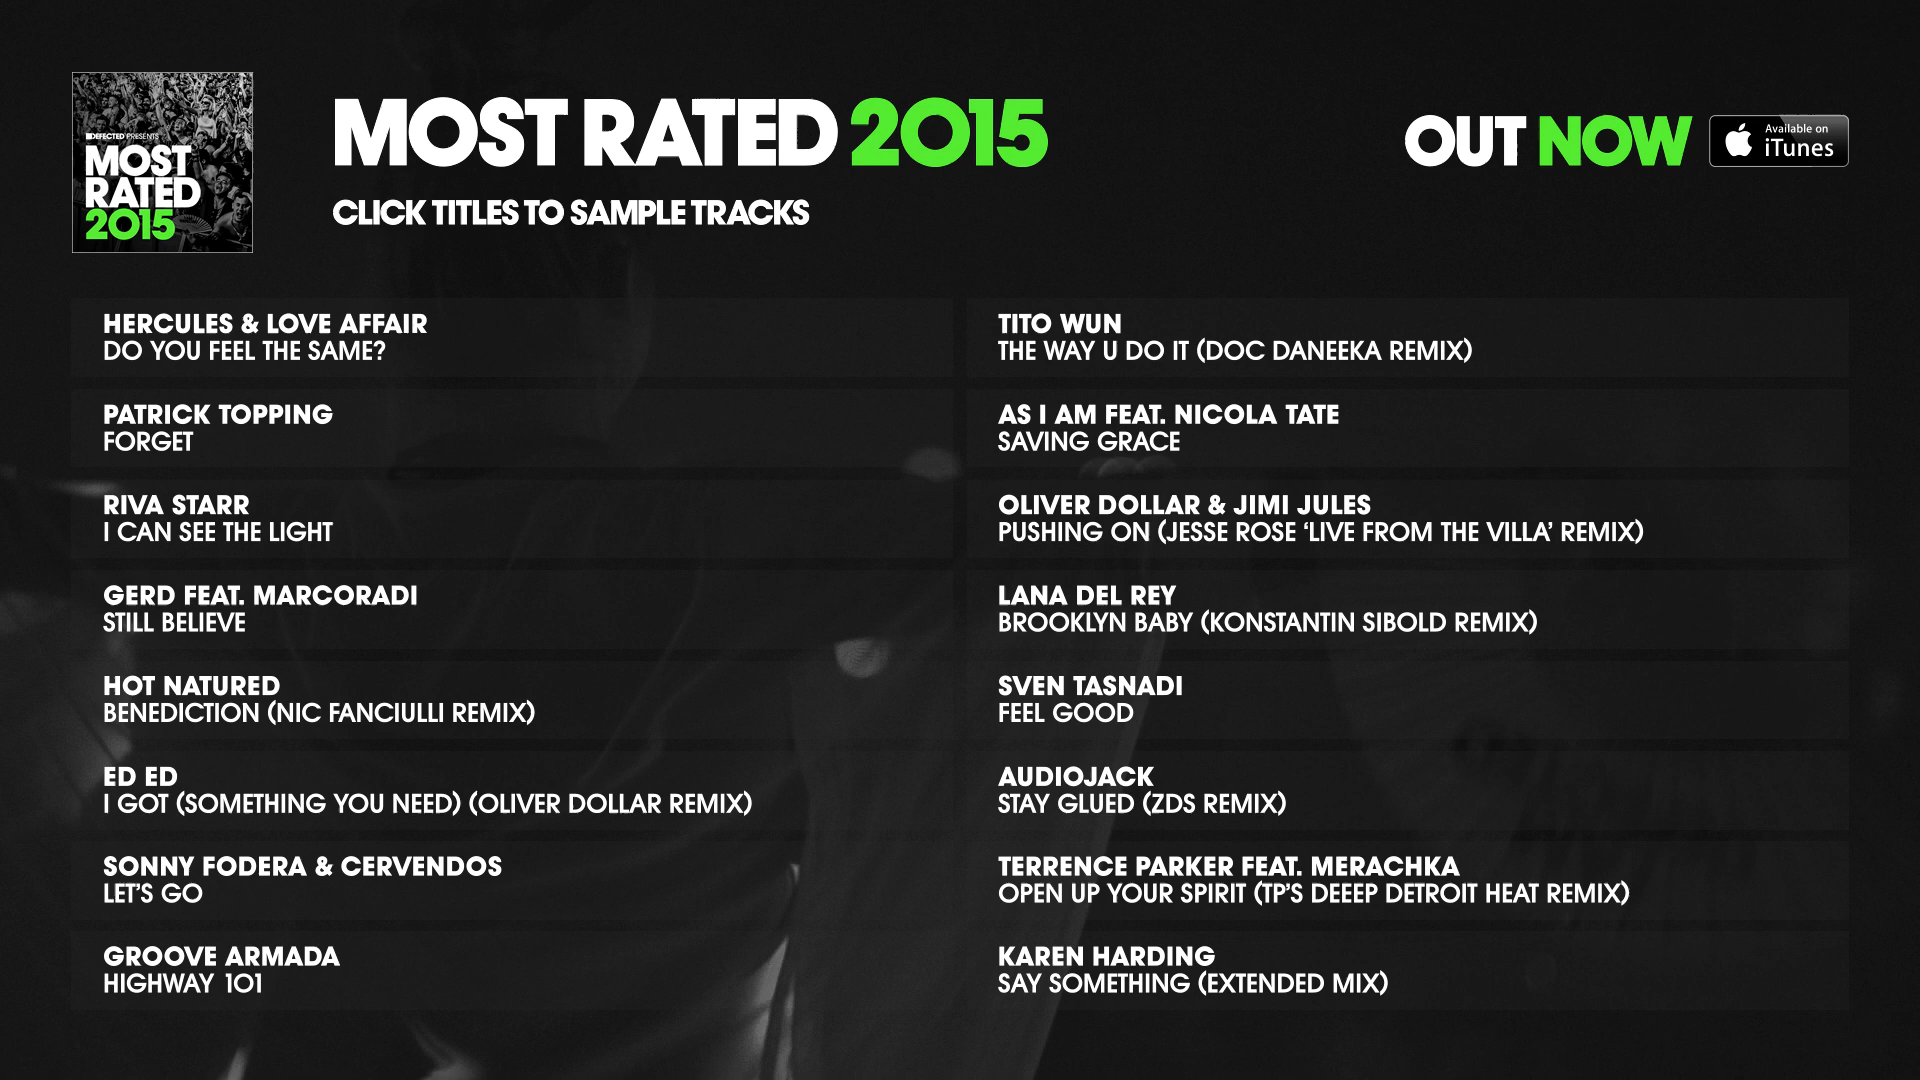 DEFECTED PRESENTS
MOST
RATED
2015
MOST RATED 2015
CLICK TITLES TO SAMPLE TRACKS
OUT NOW
Available on
iTunes
HERCULES & LOVE AFFAIR
DO YOU FEEL THE SAME?
PATRICK TOPPING
FORGET
RIVA STARR
I CAN SEE THE LIGHT
GERD FEAT. MARCORADI
STILL BELIEVE
HOT NATURED
BENEDICTION (NIC FANCIULLI REMIX)
ED ED
I GOT (SOMETHING YOU NEED) (OLIVER DOLLAR REMIX)
SONNY FODERA & CERVENDOS
LET'S GO
GROOVE ARMADA
HIGHWAY 101
TITO WUN
THE WAY U DO IT (DOC DANEEKA REMIX)
AS I AM FEAT. NICOLA TATE
SAVING GRACE
OLIVER DOLLAR & JIMI JULES
PUSHING ON (JESSE ROSE ‘LIVE FROM THE VILLA’ REMIX)
LANA DEL REY
BROOKLYN BABY (KONSTANTIN SIBOLD REMIX)
SVEN TASNADI
FEEL GOOD
AUDIOJACK
STAY GLUED (ZDS REMIX)
TERRENCE PARKER FEAT. MERACHKA
OPEN UP YOUR SPIRIT (TP’S DEEEP DETROIT HEAT REMIX)
KAREN HARDING
SAY SOMETHING (EXTENDED MIX)